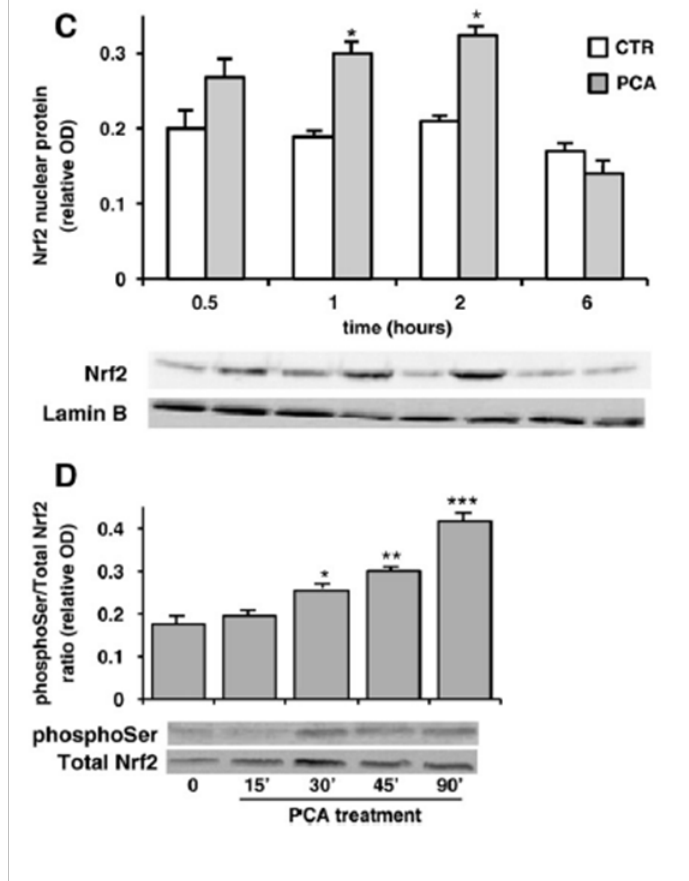 C
Nrf2 nuclear protein
(relative OD)
0.3
0.2
0.1
0
*
*
CTR
PCA
0.5 1 2 6
time (hours)
Nrf2
Lamin B
D
phosphoSer/Total Nrf2
ratio (relative OD)
0.4
0.3
0.2
0.1
0
*
**
***
phosphoSer
Total Nrf2
0 15' 30' 45' 90'
PCA treatment